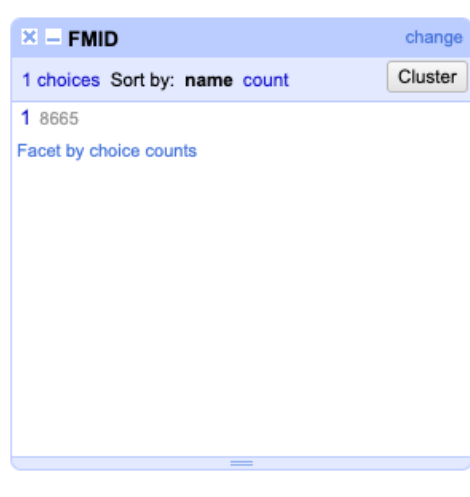 FMID change
1 choices Sort by: name count Cluster
1 8665
Facet by choice counts